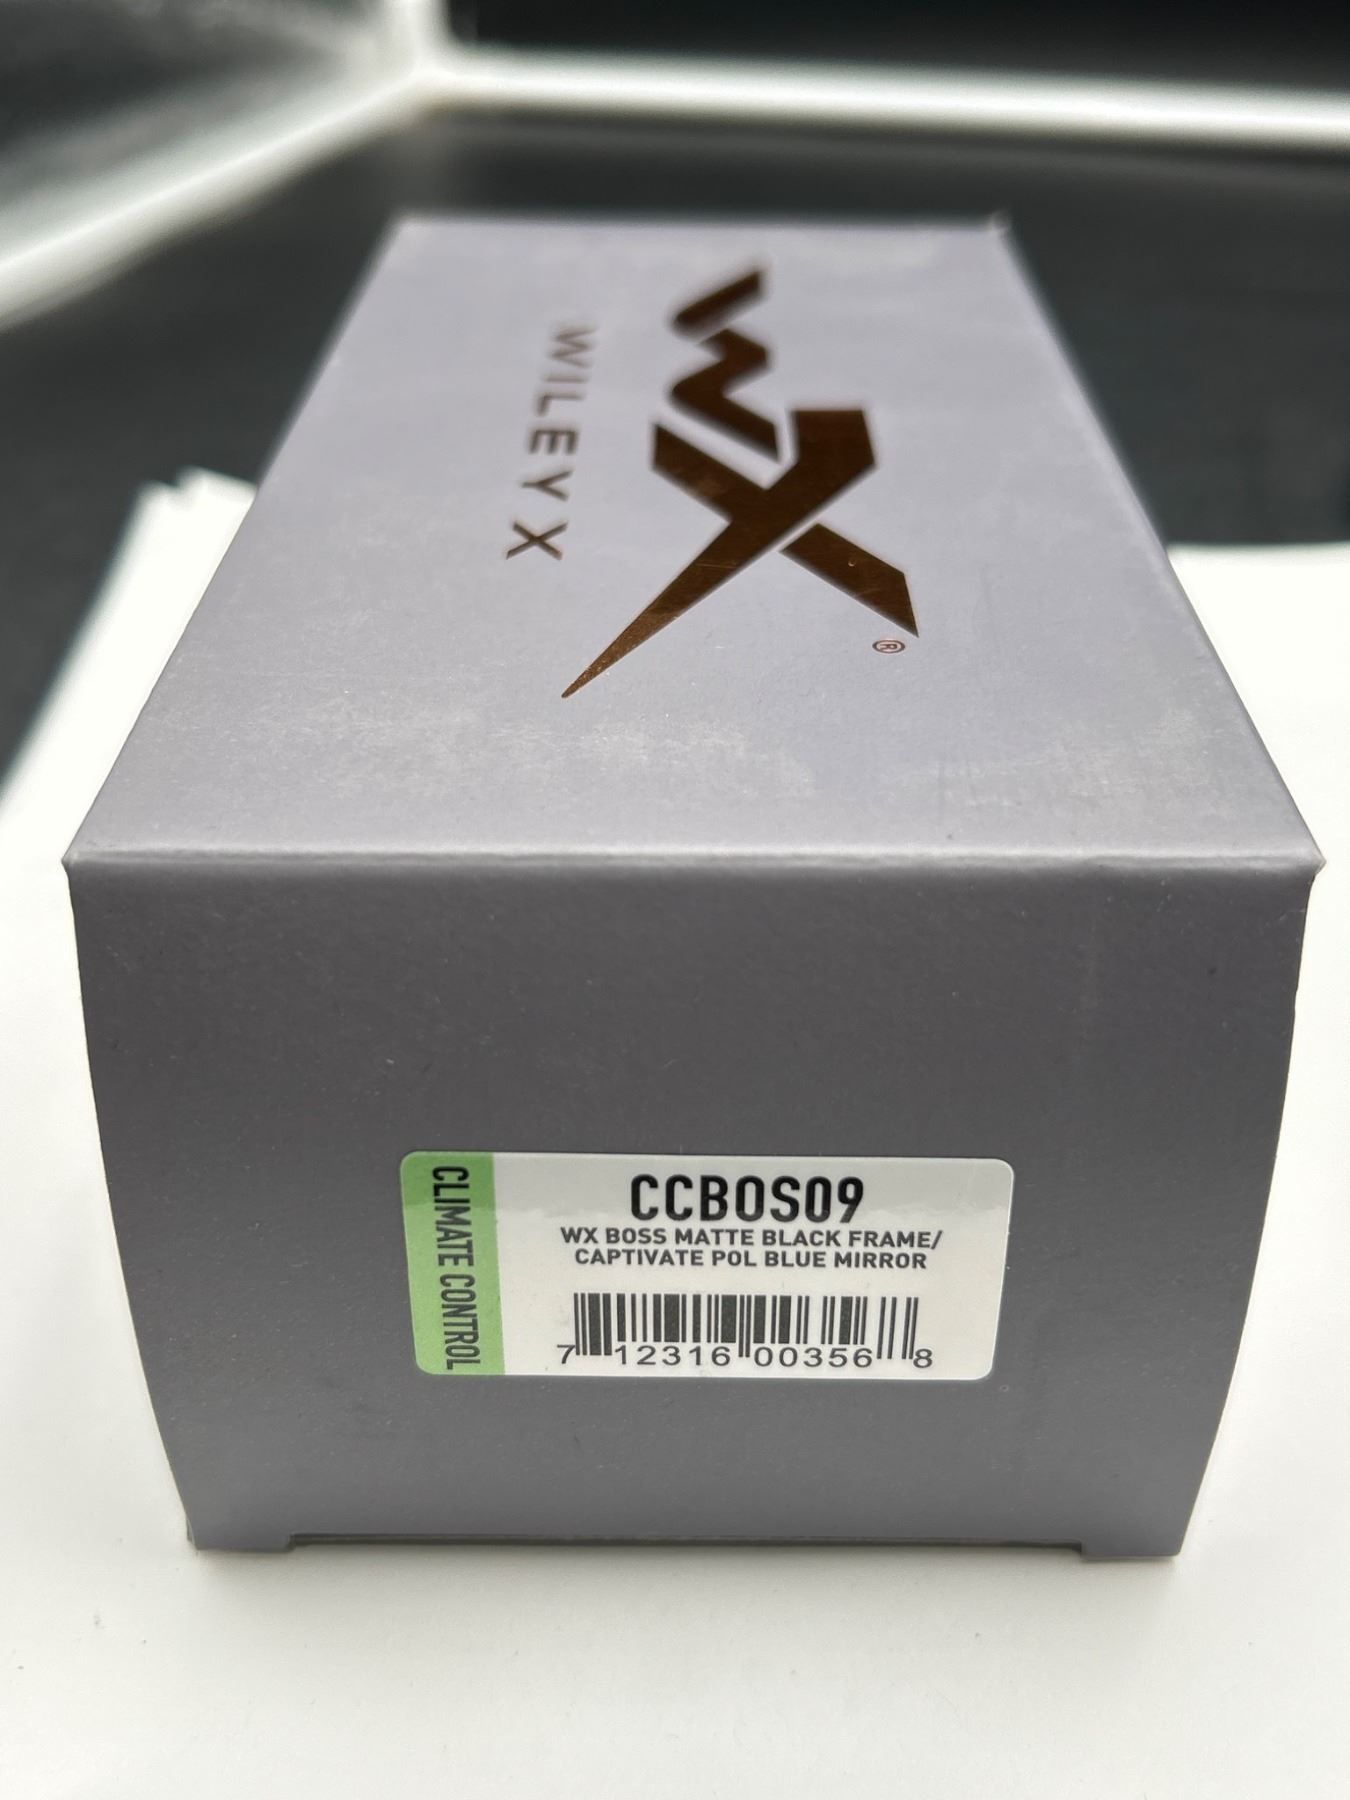 WX
®
WILEY X
CLIMATE CONTROL
CCBOS09
WX BOSS MATTE BLACK FRAME/
CAPTIVATE POL BLUE MIRROR
7 12316 00356 8